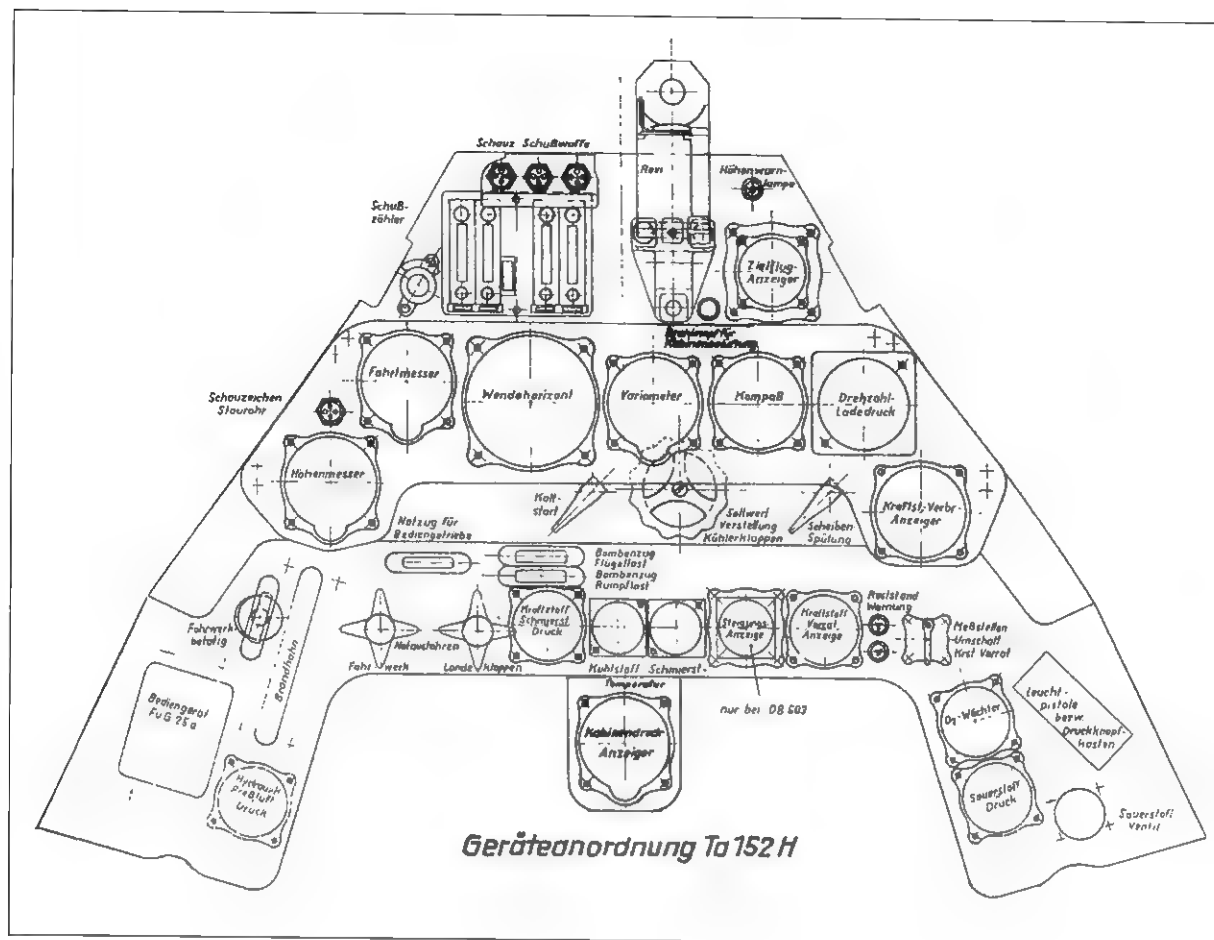 Schauz Schußwaffe
Revi
Höhenwarn-
lampe
Schuß-
zähler
Zielflug-
Anzeiger
Fahrtmesser
Wendehorizont
Variometer
Kompaß
Drehzahl-
Ladedruck
Schauzeichen
Staurohr
Höhenmesser
Kalt-
start
Sollwert
Verstellung
Kühlerklappen
Scheiben
Spülung
Kraftst.-Verbr-
Anzeiger
Notzug für
Bediengetriebe
Bombenzug
Flügellast
Bombenzug
Rumpflast
Fahrwerk-
betätig
Brandhahn
Kraftstoff
Schmierst.
Druck
Anzeige
Kraftstoff
Vorrat
Anzeige
Reststand
Warnung
Meßstellen
Umschalt
Krst Vorrat
Notausfahren
Fahrwerk
Landeklappen
Kühlstoff Schmierst-
Temperatur
nur bei DB 603
Bediengerät
FuG 25a
Kabinendruck
Anzeiger
O₂-Wächter
Leucht-
pistole
bezw.
Druckknopf-
kasten
Hydraulik
Preßluft
Druck
Sauerstoff
Druck
Sauerstoff
Ventil
Geräteanordnung Ta 152 H